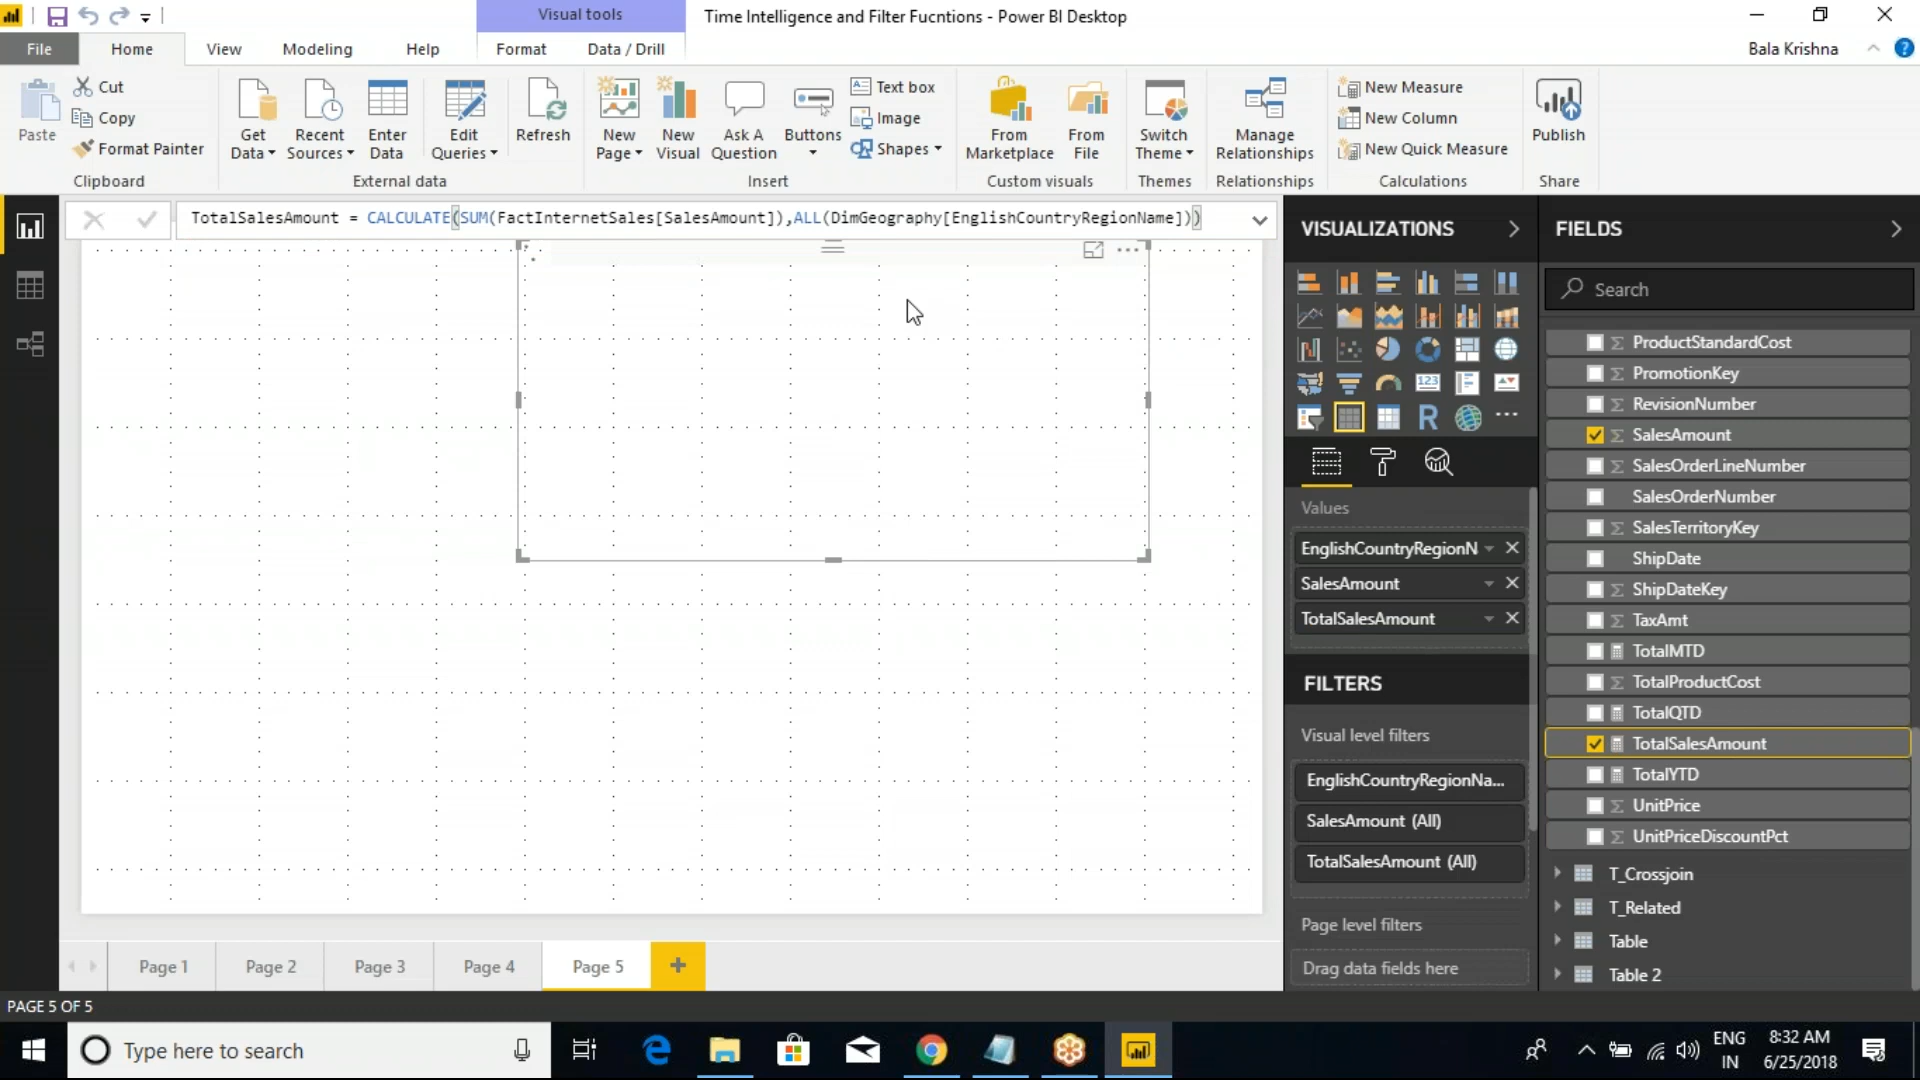 Visual tools
Time Intelligence and Filter Fucntions - Power BI Desktop
File
Home
View
Modeling
Help
Format
Data / Drill
Bala Krishna
Paste
Cut
Copy
Format Painter
Clipboard
Get Data
Recent Sources
Enter Data
Edit Queries
Refresh
External data
New Page
New Visual
Ask A Question
Buttons
Text box
Image
Shapes
Insert
From Marketplace
From File
Custom visuals
Switch Theme
Themes
Manage Relationships
Relationships
New Measure
New Column
New Quick Measure
Calculations
Publish
Share
TotalSalesAmount = CALCULATE(SUM(FactInternetSales[SalesAmount]),ALL(DimGeography[EnglishCountryRegionName]))
VISUALIZATIONS
123
R
Values
EnglishCountryRegionN
SalesAmount
TotalSalesAmount
FILTERS
Visual level filters
EnglishCountryRegionNa...
SalesAmount (All)
TotalSalesAmount (All)
Page level filters
Drag data fields here
FIELDS
Search
ProductStandardCost
PromotionKey
RevisionNumber
SalesAmount
SalesOrderLineNumber
SalesOrderNumber
SalesTerritoryKey
ShipDate
ShipDateKey
TaxAmt
TotalMTD
TotalProductCost
TotalQTD
TotalSalesAmount
TotalYTD
UnitPrice
UnitPriceDiscountPct
T_Crossjoin
T_Related
Table
Table 2
Page 1
Page 2
Page 3
Page 4
Page 5
PAGE 5 OF 5
Type here to search
ENG
IN
8:32 AM
6/25/2018